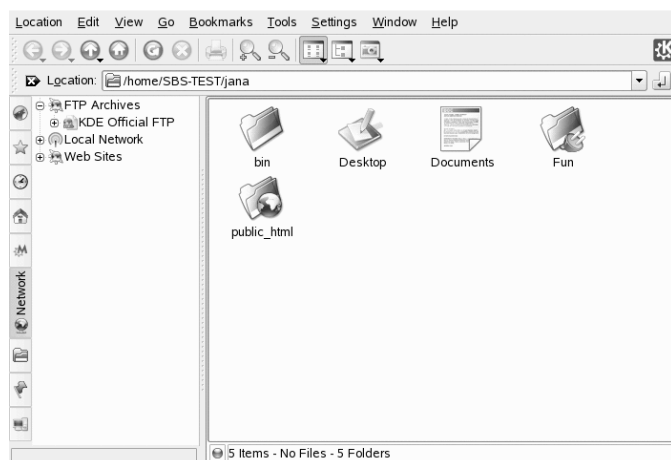 Location Edit View Go Bookmarks Tools Settings Window Help
Location: /home/SBS-TEST/jana
FTP Archives
KDE Official FTP
Local Network
Web Sites
Network
bin Desktop Documents Fun
public_html
5 Items - No Files - 5 Folders